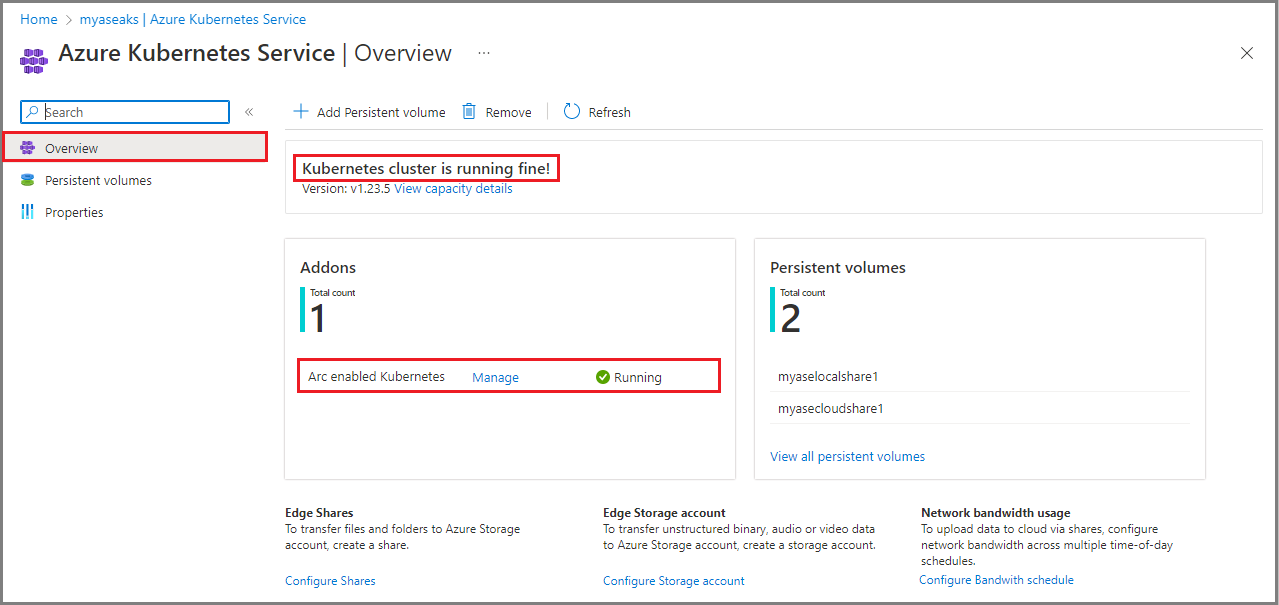 Home > myaseaks | Azure Kubernetes Service
Azure Kubernetes Service | Overview ...
Search «
Add Persistent volume Remove Refresh
Overview
Persistent volumes
Properties
Kubernetes cluster is running fine!
Version: v1.23.5 View capacity details
Addons
Total count
1
Arc enabled Kubernetes Manage Running
Persistent volumes
Total count
2
myaselocalshare1
myasecloudshare1
View all persistent volumes
Edge Shares
To transfer files and folders to Azure Storage
account, create a share.
Configure Shares
Edge Storage account
To transfer unstructured binary, audio or video data
to Azure Storage account, create a storage account.
Configure Storage account
Network bandwidth usage
To upload data to cloud via shares, configure
network bandwidth across multiple time-of-day
schedules.
Configure Bandwith schedule